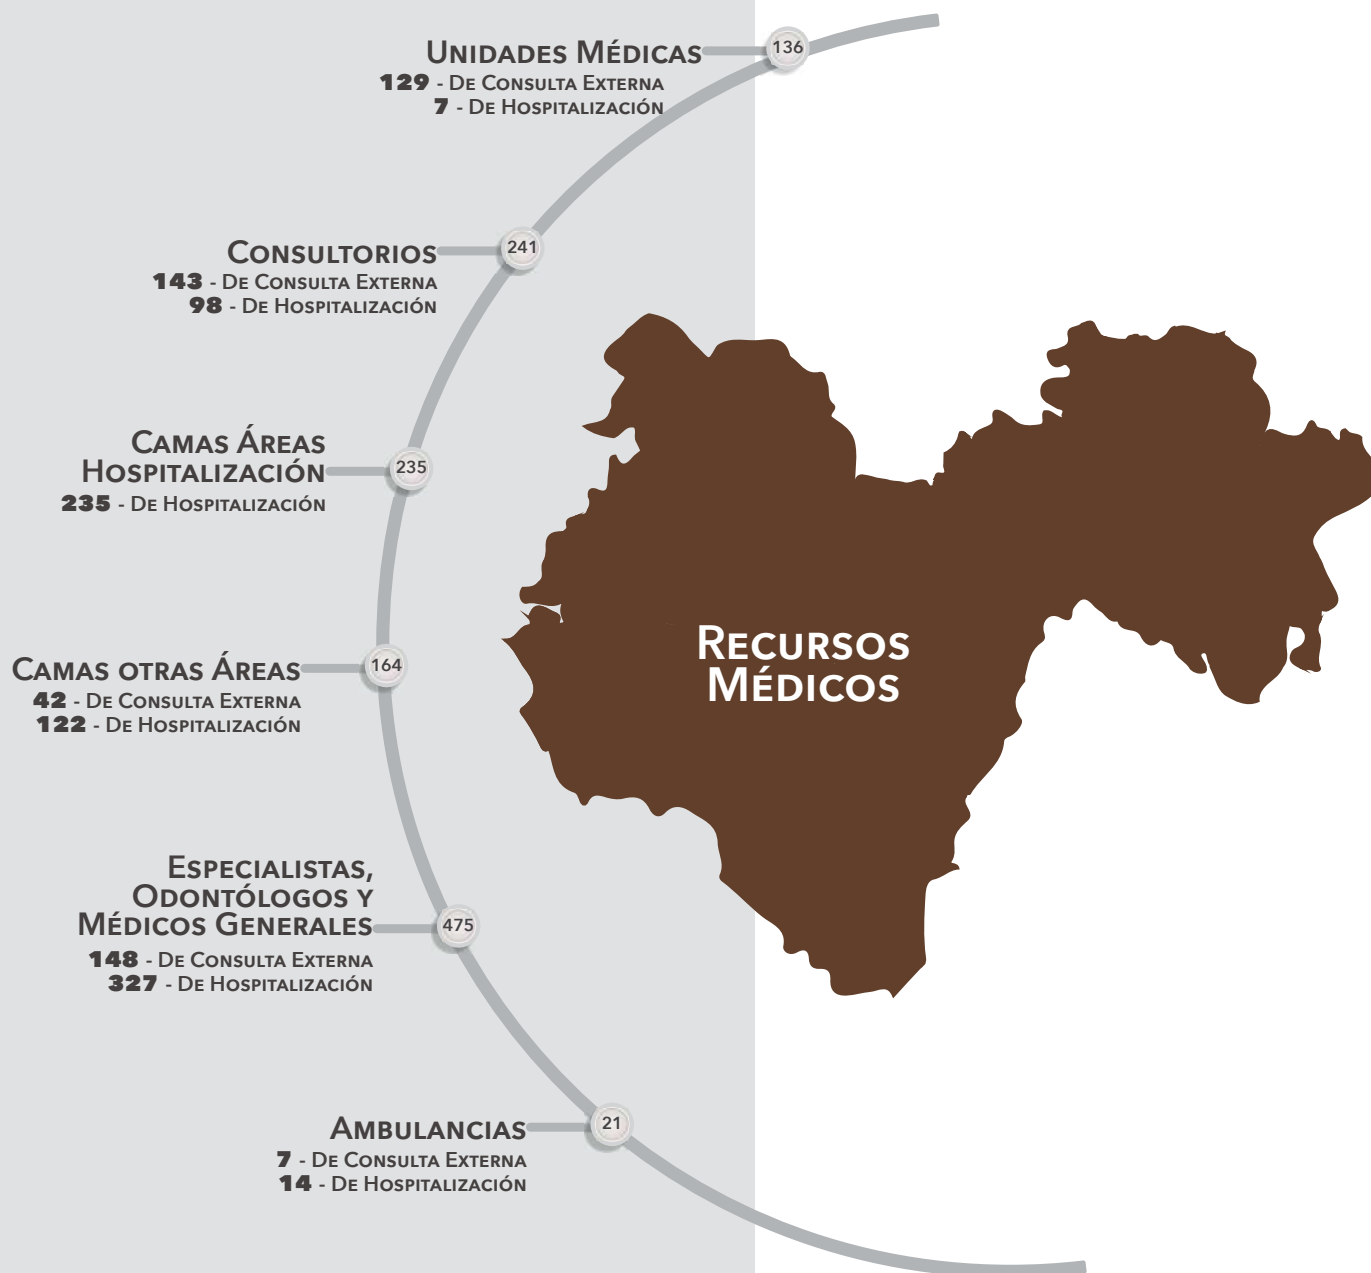 UNIDADES MÉDICAS
136
129 - DE CONSULTA EXTERNA
7 - DE HOSPITALIZACIÓN
CONSULTORIOS
241
143 - DE CONSULTA EXTERNA
98 - DE HOSPITALIZACIÓN
CAMAS ÁREAS
HOSPITALIZACIÓN
235
235 - DE HOSPITALIZACIÓN
CAMAS OTRAS ÁREAS
164
42 - DE CONSULTA EXTERNA
122 - DE HOSPITALIZACIÓN
RECURSOS
MÉDICOS
ESPECIALISTAS,
ODONTÓLOGOS Y
MÉDICOS GENERALES
475
148 - DE CONSULTA EXTERNA
327 - DE HOSPITALIZACIÓN
AMBULANCIAS
21
7 - DE CONSULTA EXTERNA
14 - DE HOSPITALIZACIÓN